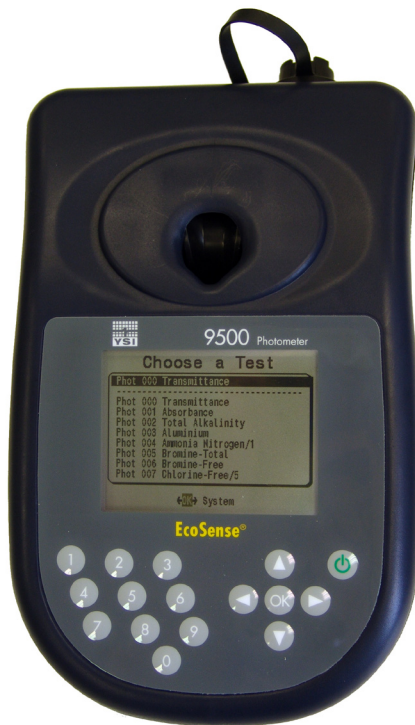 YSI
9500 Photometer
Choose a Test
Phot 000 Transmittance
Phot 000 Transmittance
Phot 001 Absorbance
Phot 002 Total Alkalinity
Phot 003 Aluminium
Phot 004 Ammonia Nitrogen/1
Phot 005 Bromine-Total
Phot 006 Bromine-Free
Phot 007 Chlorine-Free/5
OK System
EcoSense®
1 2 3
4 5 6 OK
7 8 9
0